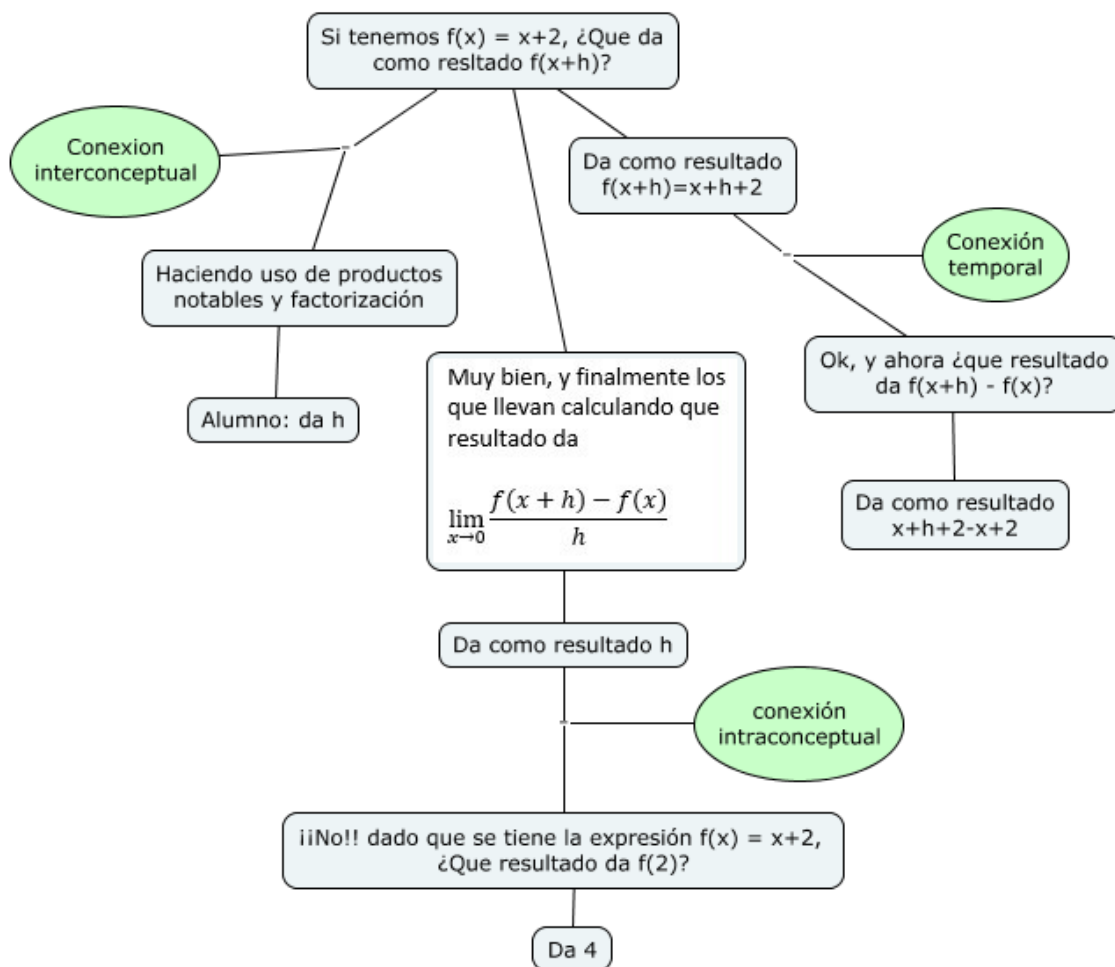 Si tenemos f(x) = x+2, ¿Que da
como resltado f(x+h)?
Conexion
interconceptual
Da como resultado
f(x+h)=x+h+2
Conexión
temporal
Haciendo uso de productos
notables y factorización
Ok, y ahora ¿que resultado
da f(x+h) - f(x)?
Muy bien, y finalmente los
que llevan calculando que
resultado da
lim x→0 f(x + h) − f(x) / h
Alumno: da h
Da como resultado
x+h+2-x+2
Da como resultado h
conexión
intraconceptual
¡¡No!! dado que se tiene la expresión f(x) = x+2,
¿Que resultado da f(2)?
Da 4